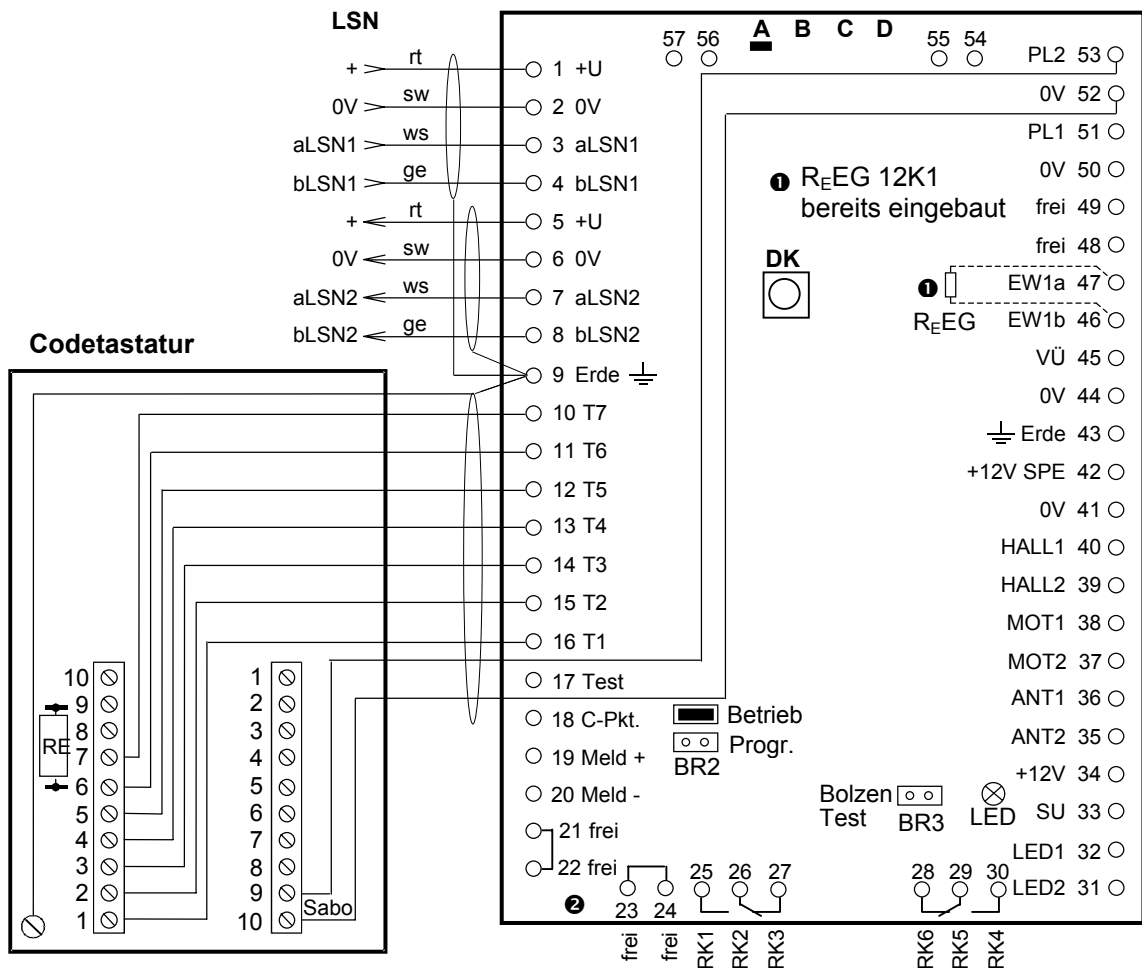 LSN
A B C D
57 56
55 54
+ rt 1 +U
0V sw 2 0V
aLSN1 ws 3 aLSN1
bLSN1 ge 4 bLSN1
+ rt 5 +U
0V sw 6 0V
aLSN2 ws 7 aLSN2
bLSN2 ge 8 bLSN2
9 Erde
10 T7
11 T6
12 T5
13 T4
14 T3
15 T2
16 T1
17 Test
18 C-Pkt.
19 Meld +
20 Meld -
21 frei
22 frei
PL2 53
0V 52
PL1 51
0V 50
frei 49
frei 48
EW1a 47
EW1b 46
VÜ 45
0V 44
Erde 43
+12V SPE 42
0V 41
HALL1 40
HALL2 39
MOT1 38
MOT2 37
ANT1 36
ANT2 35
+12V 34
SU 33
LED1 32
LED2 31
❶ REEG 12K1
bereits eingebaut
DK
❶
REEG
Betrieb
Progr.
BR2
Bolzen
Test
BR3
LED
❷
23 24 25 26 27
frei frei RK1 RK2 RK3
28 29 30
RK6 RK5 RK4
Codetastatur
10
9
8
7
6
5
4
3
2
1
RE
1
2
3
4
5
6
7
8
9
10
Sabo